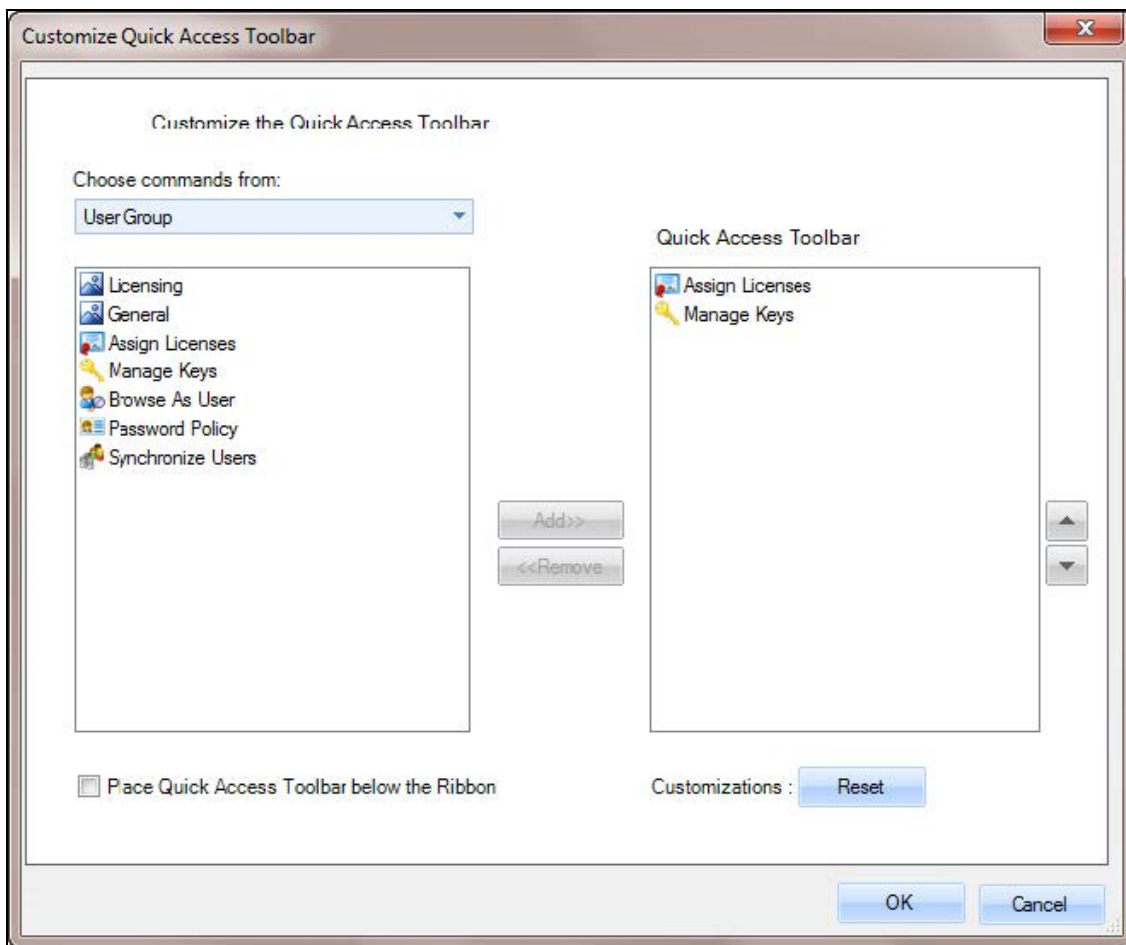 Customize Quick Access Toolbar
Customize the Quick Access Toolbar
Choose commands from:
User Group
Quick Access Toolbar
Licensing
General
Assign Licenses
Manage Keys
Browse As User
Password Policy
Synchronize Users
Assign Licenses
Manage Keys
Add>>
<<Remove
Place Quick Access Toolbar below the Ribbon
Customizations :
Reset
OK
Cancel